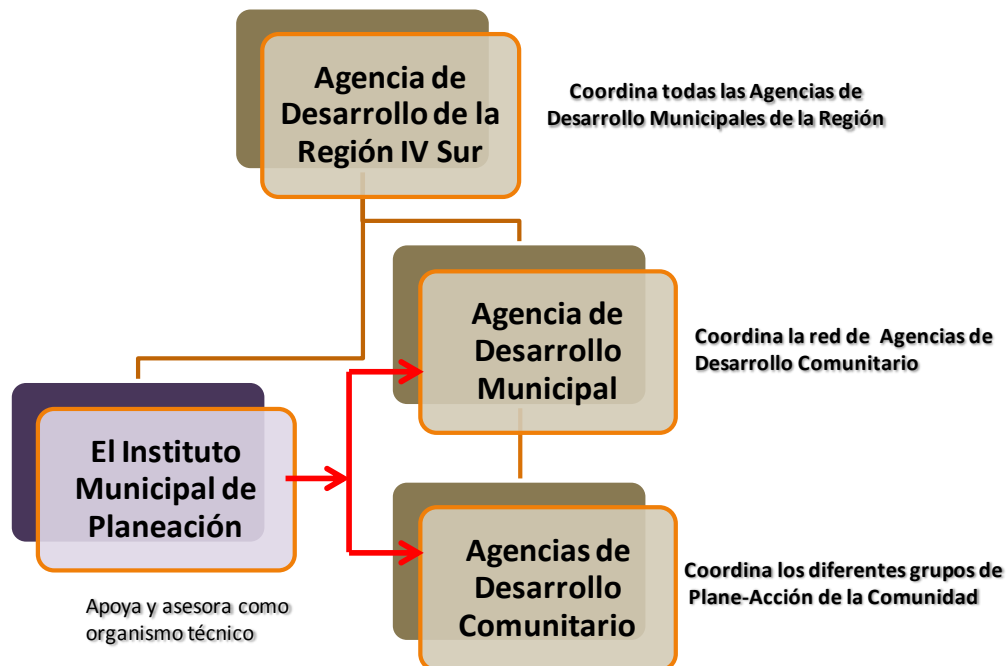 Agencia de
Desarrollo de la
Región IV Sur
Coordina todas las Agencias de
Desarrollo Municipales de la Región
Agencia de
Desarrollo
Municipal
Coordina la red de Agencias de
Desarrollo Comunitario
El Instituto
Municipal de
Planeación
Apoya y asesora como
organismo técnico
Agencias de
Desarrollo
Comunitario
Coordina los diferentes grupos de
Plane-Acción de la Comunidad